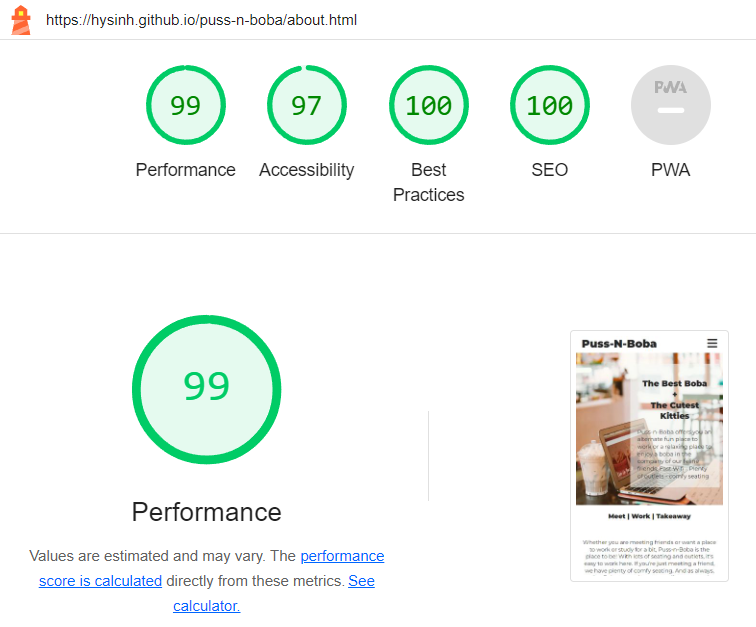 https://hysinh.github.io/puss-n-boba/about.html
99
97
100
100
PWA
Performance
Accessibility
Best
Practices
SEO
PWA
99
Performance
Values are estimated and may vary. The performance
score is calculated directly from these metrics. See
calculator.
Puss-N-Boba
The Best Boba
+
The Cutest
Kitties
Puss-n-Boba offers you an
alternate fun place to
work or a relaxing place to
enjoy a boba in the
company of our feline
friends. Fast WiFi. Plenty
of outlets - comfy seating
Meet | Work | Takeaway
Whether you are meeting friends or want a place
to work or study for a bit, Puss-n-Boba is the
place to be! With lots of seating and outlets, it's
easy to work here. If you're just meeting a friend,
we have plenty of comfy seating. And as always,